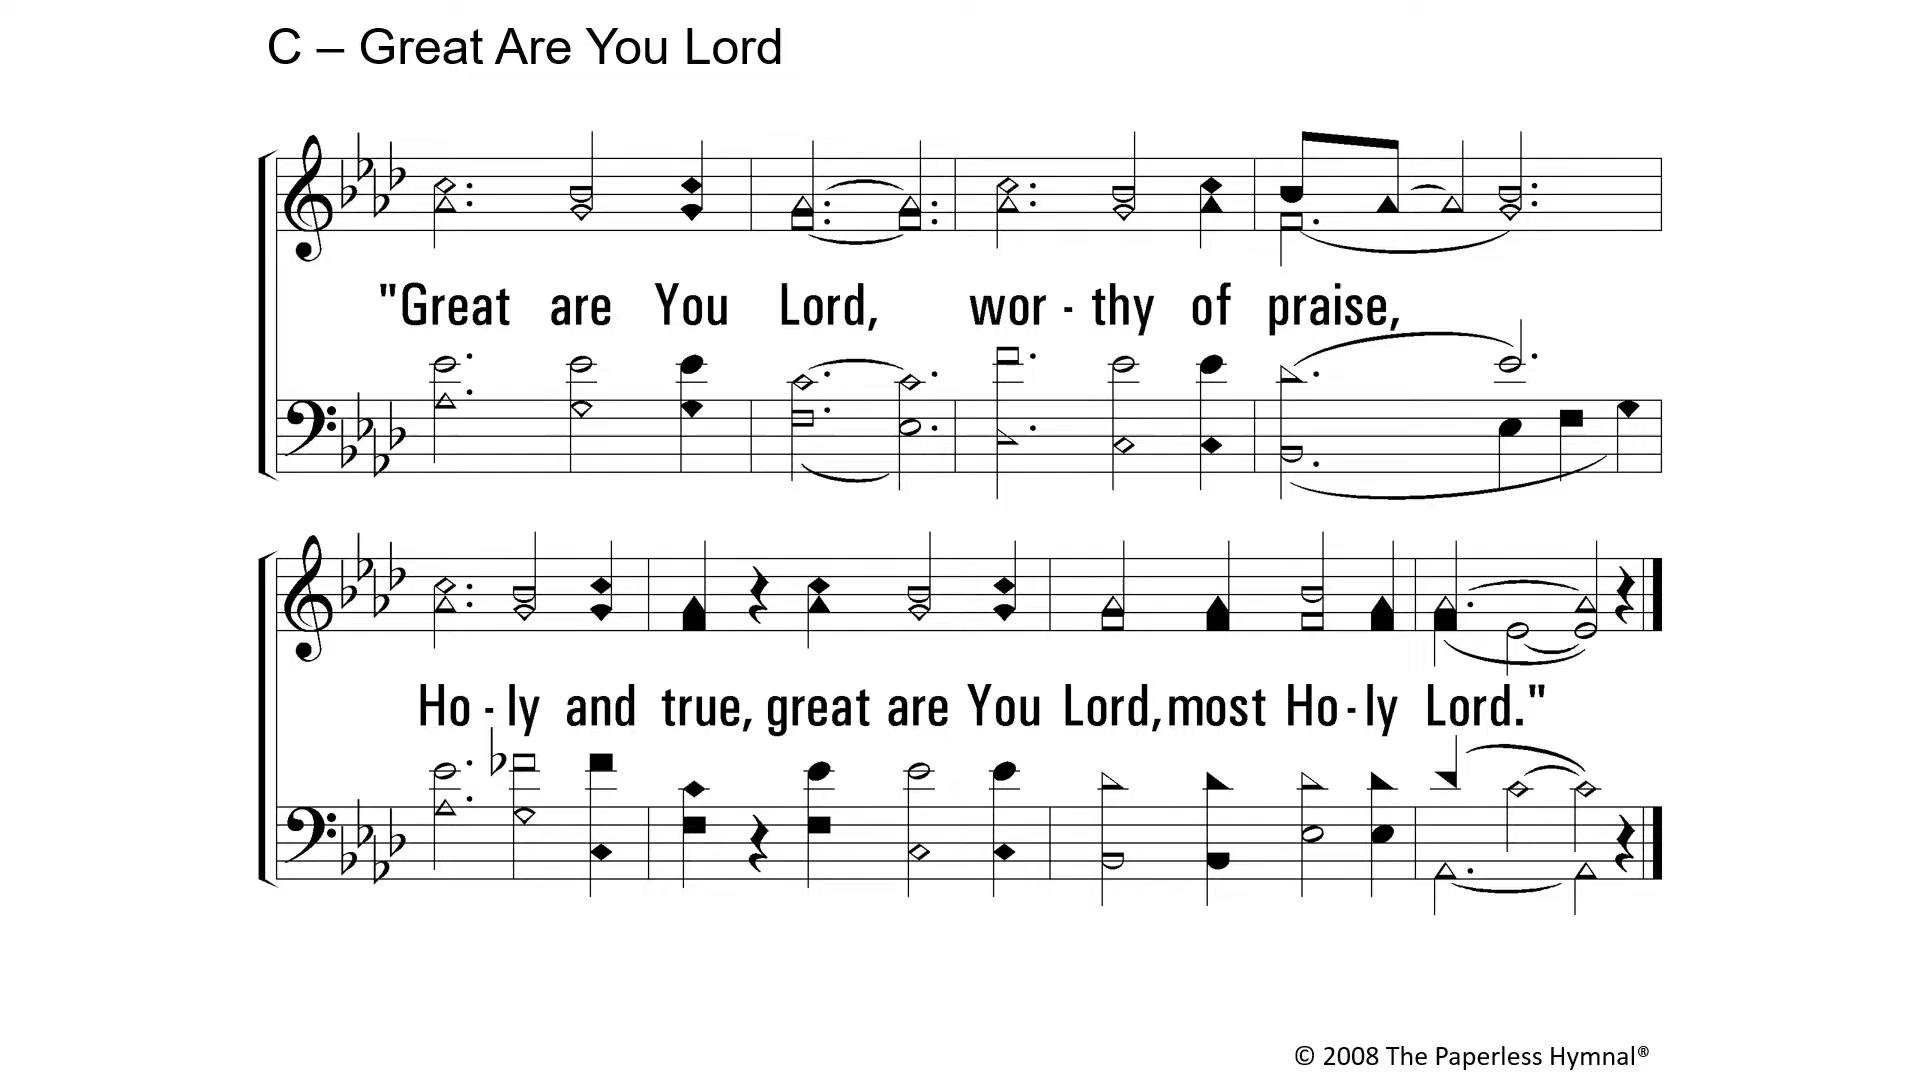 C – Great Are You Lord
"Great are You Lord, wor - thy of praise,
Ho - ly and true, great are You Lord, most Ho - ly Lord."
© 2008 The Paperless Hymnal®